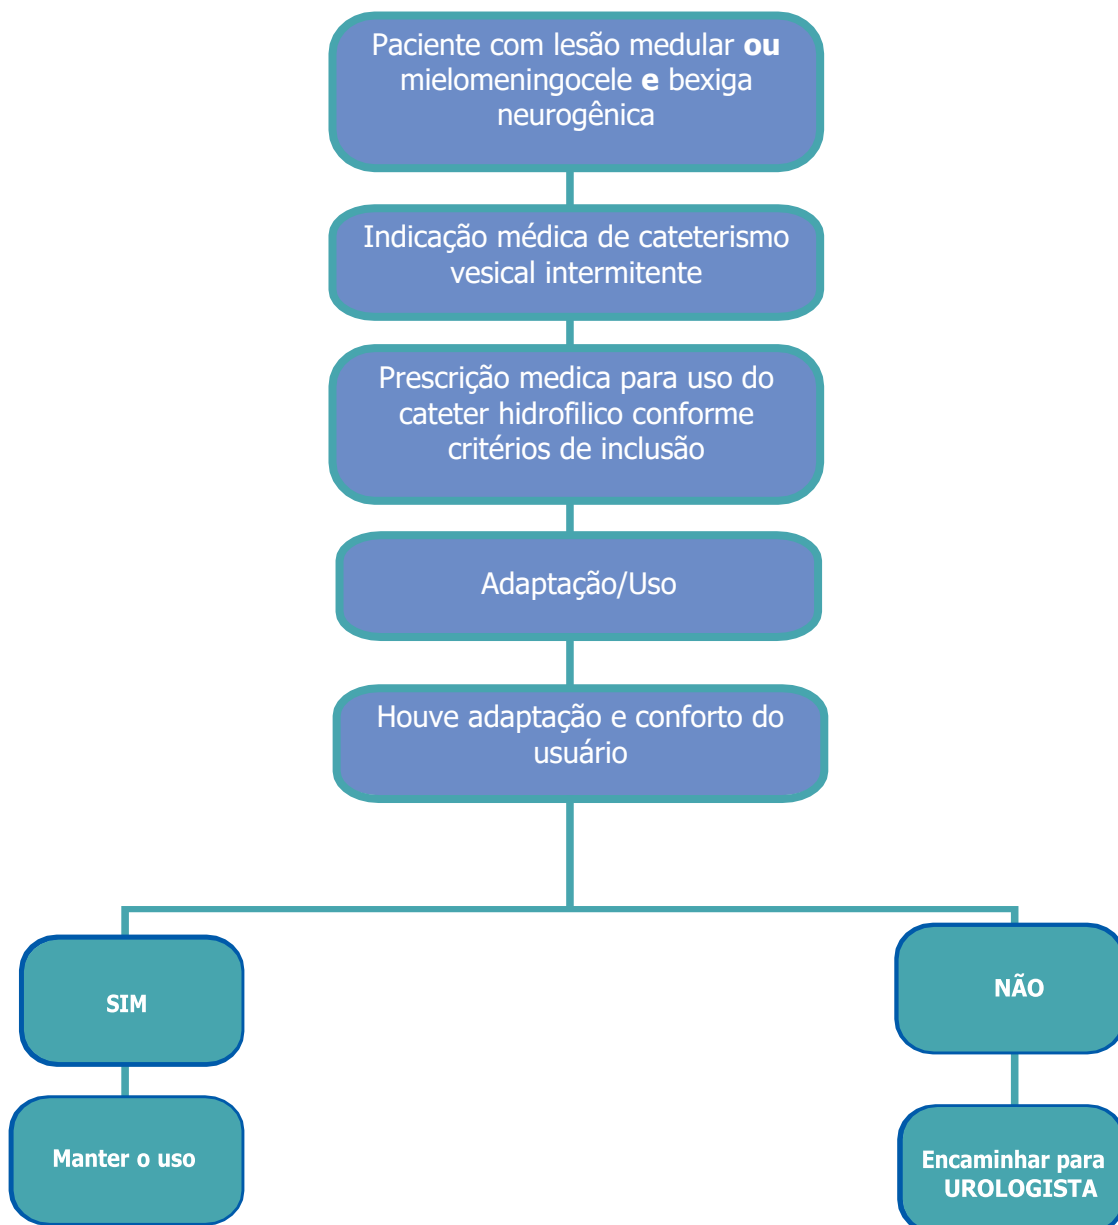 Paciente com lesão medular ou
mielomeningocele e bexiga
neurogênica
Indicação médica de cateterismo
vesical intermitente
Prescrição medica para uso do
cateter hidrofilico conforme
critérios de inclusão
Adaptação/Uso
Houve adaptação e conforto do
usuário
SIM
NÃO
Manter o uso
Encaminhar para
UROLOGISTA